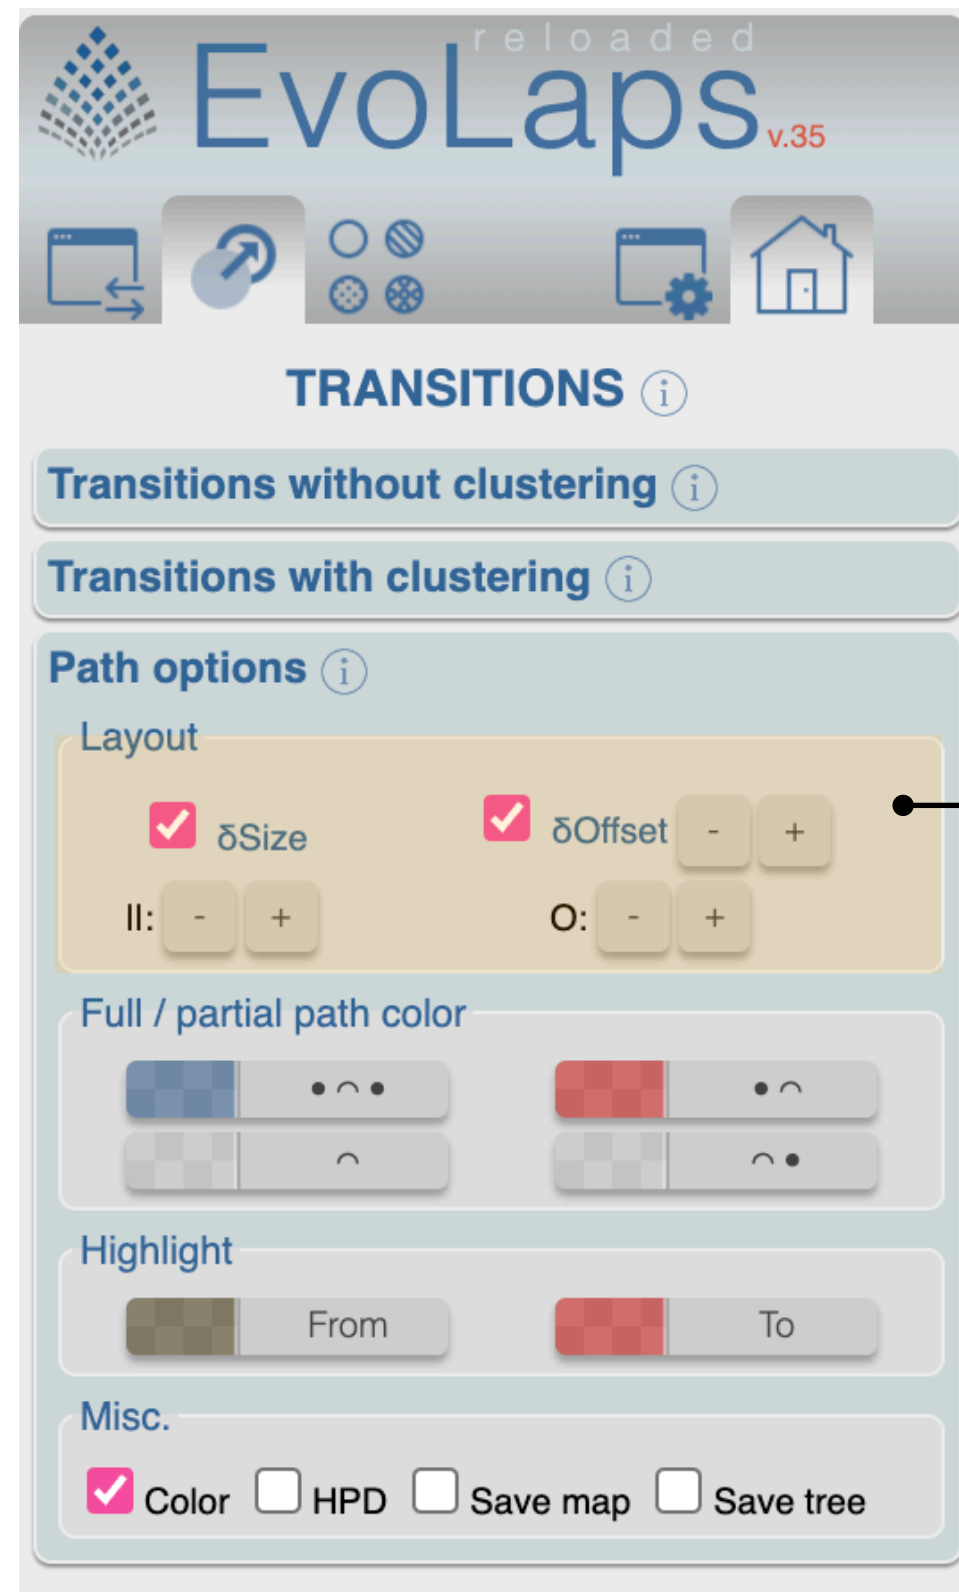 reloaded
EvoLaps v.35
TRANSITIONS i
Transitions without clustering i
Transitions with clustering i
Path options i
Layout
δSize δOffset - +
II: - + O: - +
Full / partial path color
Highlight
From To
Misc.
Color HPD Save map Save tree